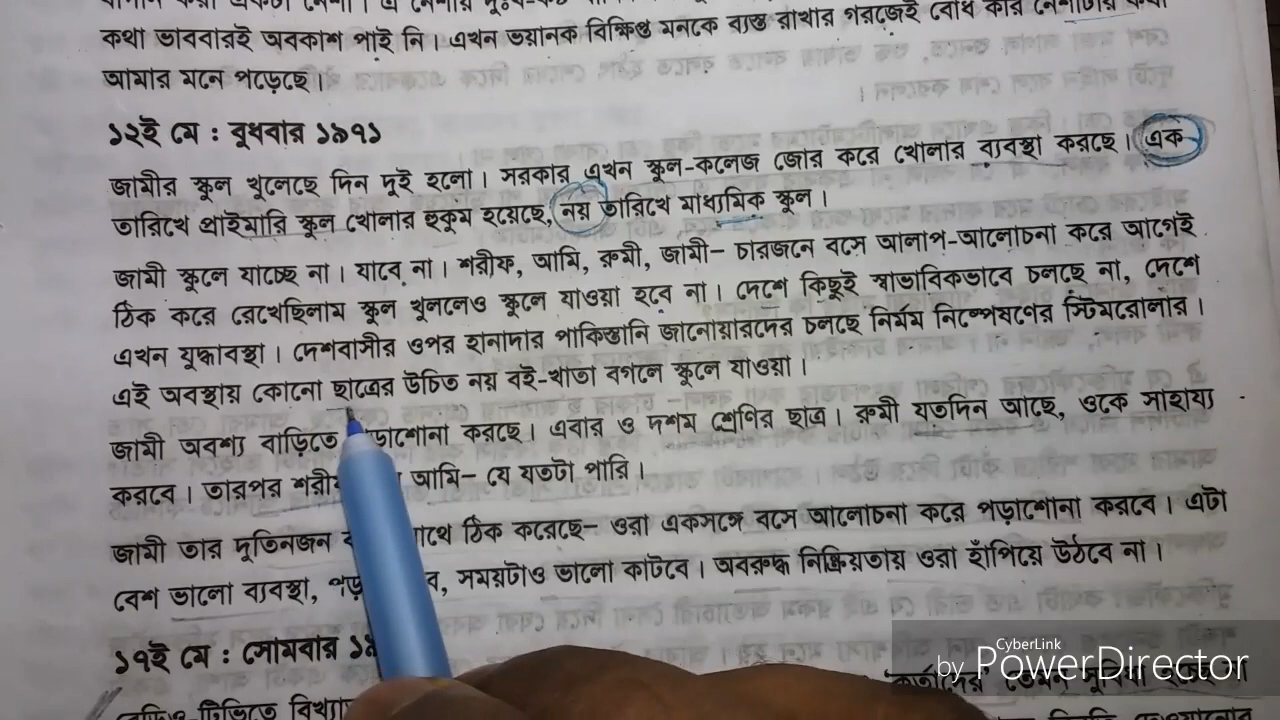 কথা ভাববারই অবকাশ পাই নি। এখন ভয়ানক বিক্ষিপ্ত মনকে ব্যস্ত রাখার গরজেই বোধ করি নেশাটার কথা
আমার মনে পড়েছে।
১২ই মে : বুধবার ১৯৭১
জামীর স্কুল খুলেছে দিন দুই হলো। সরকার এখন স্কুল-কলেজ জোর করে খোলার ব্যবস্থা করছে। এক
তারিখে প্রাইমারি স্কুল খোলার হুকুম হয়েছে, নয় তারিখে মাধ্যমিক স্কুল।
জামী স্কুলে যাচ্ছে না। যাবে না। শরীফ, আমি, রুমী, জামী– চারজনে বসে আলাপ-আলোচনা করে আগেই
ঠিক করে রেখেছিলাম স্কুল খুললেও স্কুলে যাওয়া হবে না। দেশে কিছুই স্বাভাবিকভাবে চলছে না, দেশে
এখন যুদ্ধাবস্থা। দেশবাসীর ওপর হানাদার পাকিস্তানি জানোয়ারদের চলছে নির্মম নিষ্পেষণের স্টিমরোলার।
এই অবস্থায় কোনো ছাত্রের উচিত নয় বই-খাতা বগলে স্কুলে যাওয়া।
জামী অবশ্য বাড়িতে ড়াশোনা করছে। এবার ও দশম শ্রেণির ছাত্র। রুমী যতদিন আছে, ওকে সাহায্য
করবে। তারপর শরী আমি– যে যতটা পারি।
জামী তার দুতিনজন াথে ঠিক করেছে– ওরা একসঙ্গে বসে আলোচনা করে পড়াশোনা করবে। এটা
বেশ ভালো ব্যবস্থা, পড় ব, সময়টাও ভালো কাটবে। অবরুদ্ধ নিষ্ক্রিয়তায় ওরা হাঁপিয়ে উঠবে না।
১৭ই মে : সোমবার ১৯
রেডিও-টিভিতে বিখ্যা
CyberLink
by PowerDirector